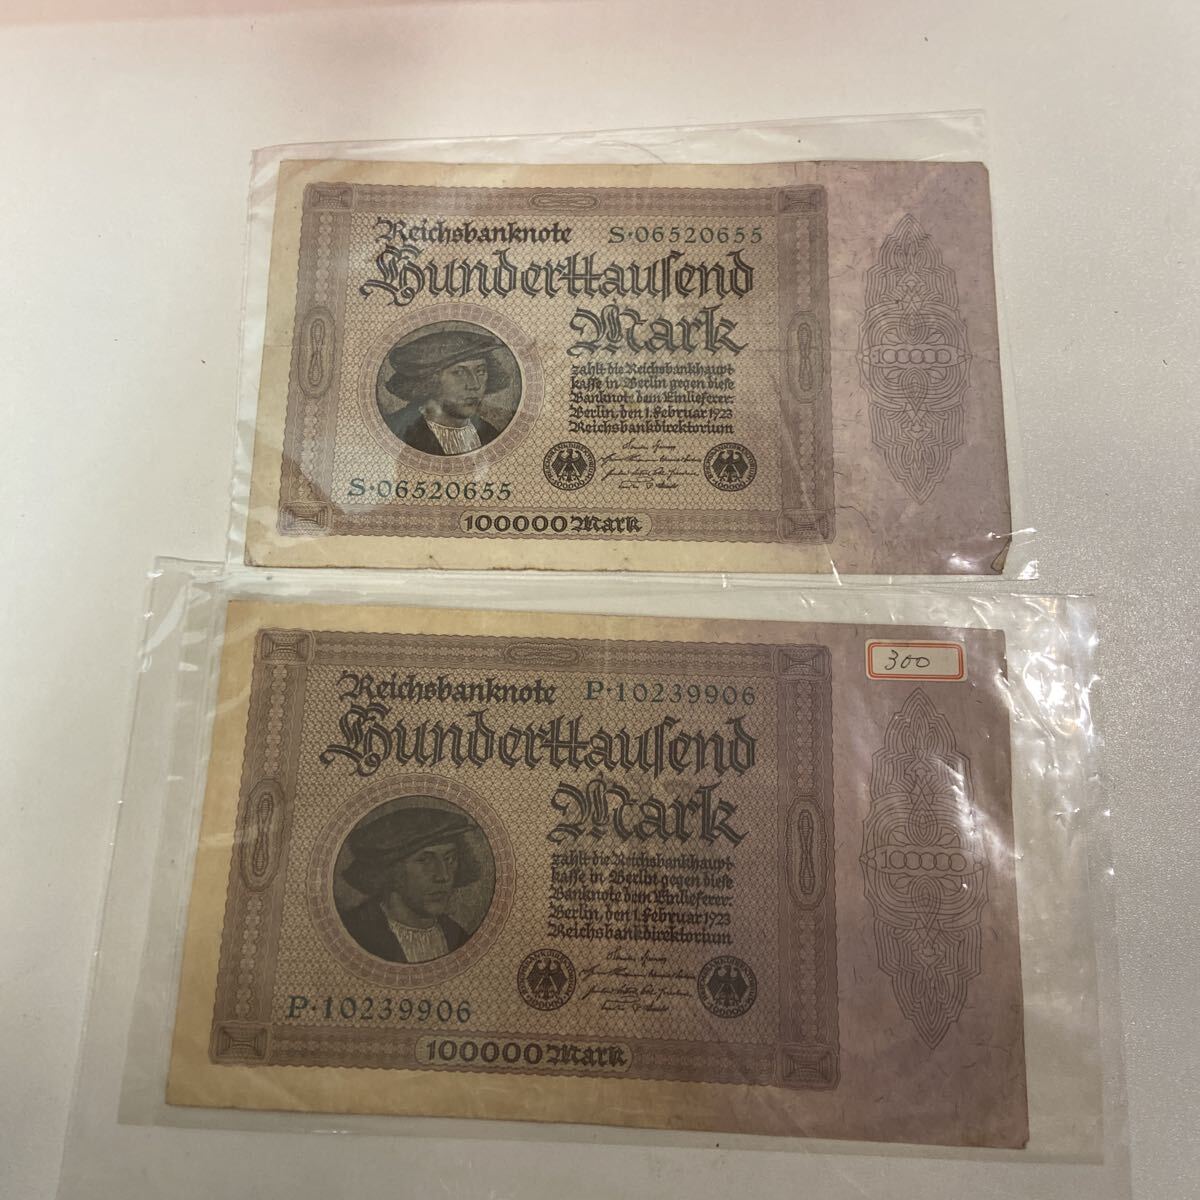 Reichsbanknote S·06520655
Hunderttausend
Mark
zahlt die Reichsbankhaupt-
kasse in Berlin gegen diese
Banknote dem Einlieferer.
Berlin, den 1. Februar 1923
Reichsbankdirektorium
S·06520655
100000 Mark
100000
300
Reichsbanknote P·10239906
Hunderttausend
Mark
zahlt die Reichsbankhaupt-
kasse in Berlin gegen diese
Banknote dem Einlieferer.
Berlin, den 1. Februar 1923
Reichsbankdirektorium
P·10239906
100000 Mark
100000